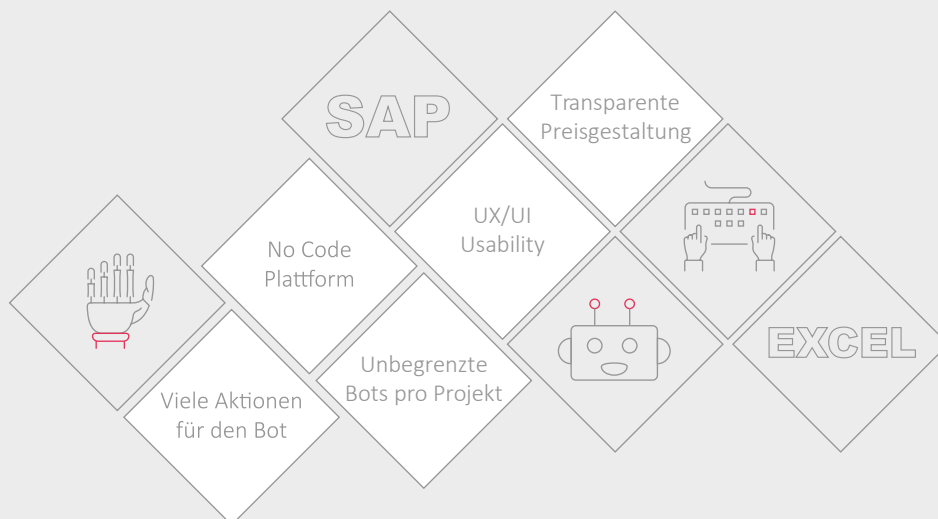 SAP
Transparente
Preisgestaltung
UX/UI
Usability
No Code
Plattform
EXCEL
Unbegrenzte
Bots pro Projekt
Viele Aktionen
für den Bot